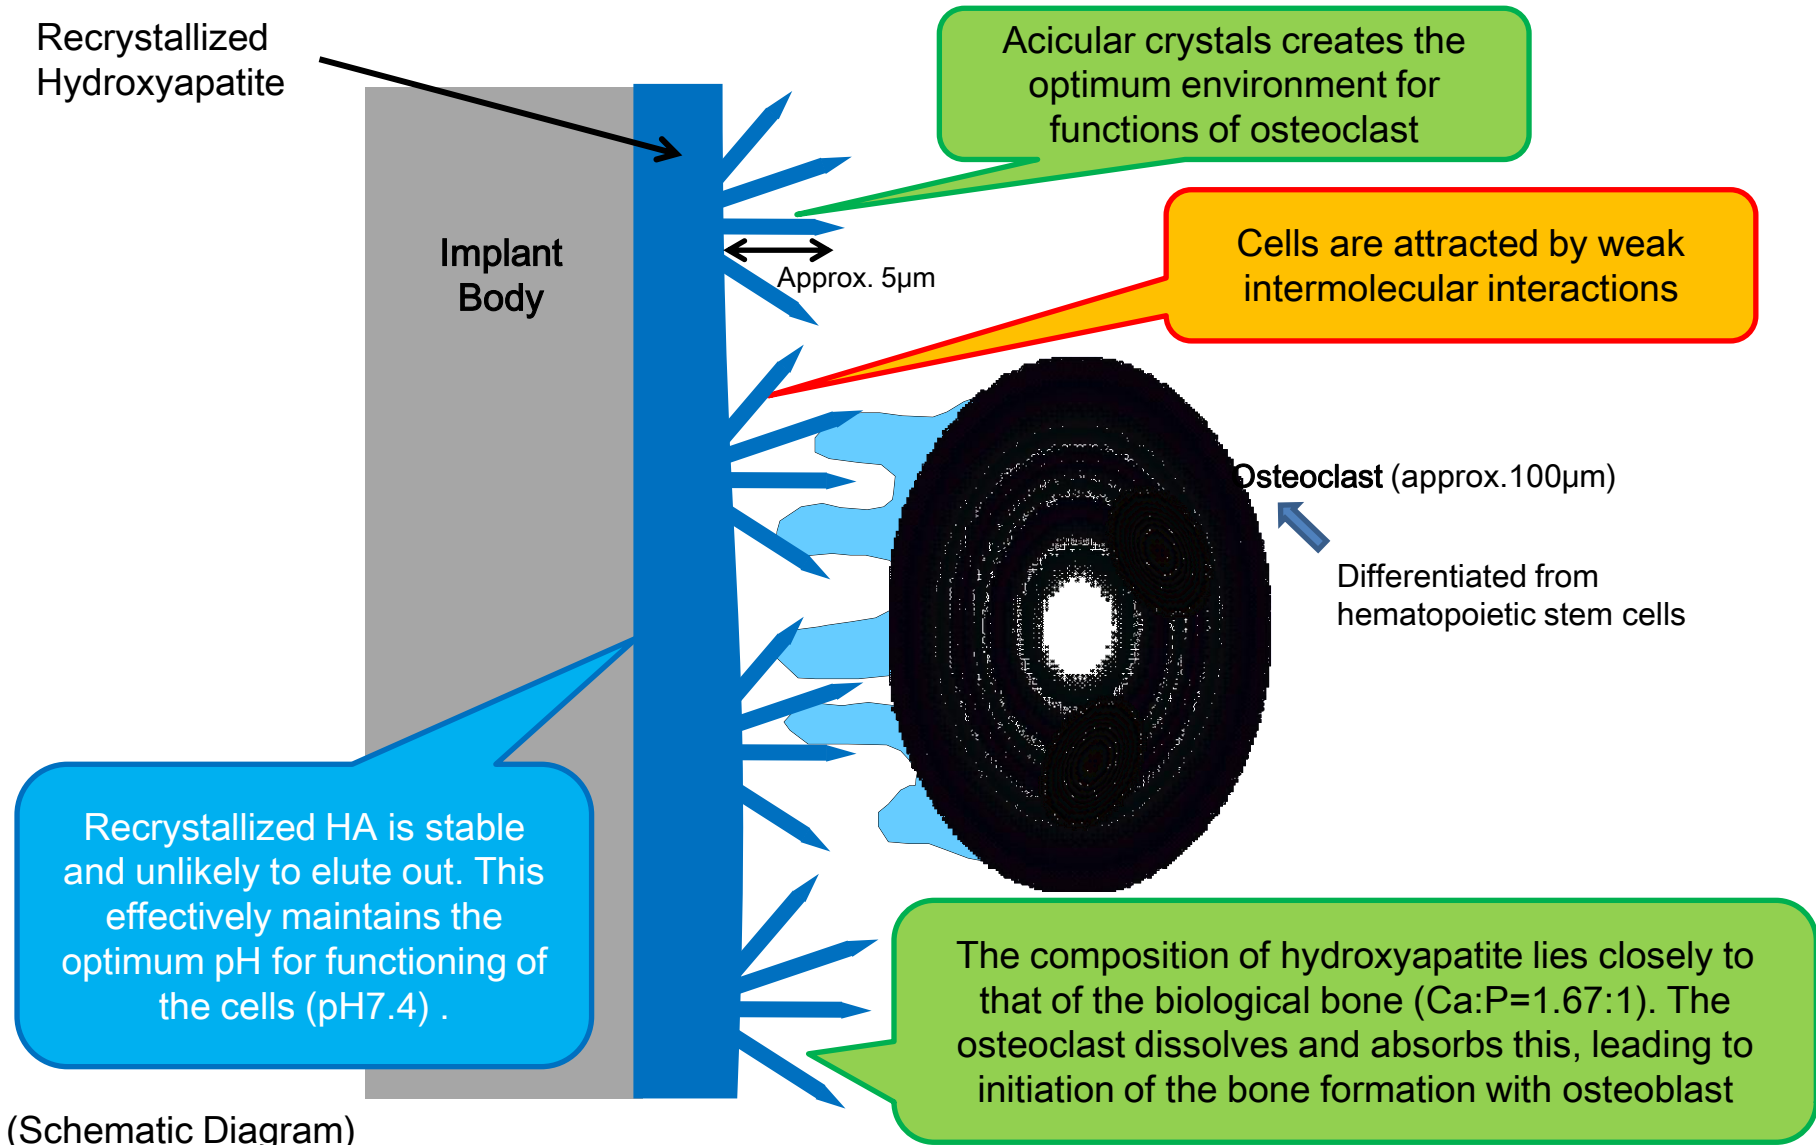 Recrystallized
Hydroxyapatite
Acicular crystals creates the
optimum environment for
functions of osteoclast
Implant
Body
Approx. 5µm
Cells are attracted by weak
intermolecular interactions
Osteoclast (approx.100µm)
Differentiated from
hematopoietic stem cells
Recrystallized HA is stable
and unlikely to elute out. This
effectively maintains the
optimum pH for functioning of
the cells (pH7.4) .
The composition of hydroxyapatite lies closely to
that of the biological bone (Ca:P=1.67:1). The
osteoclast dissolves and absorbs this, leading to
initiation of the bone formation with osteoblast
(Schematic Diagram)